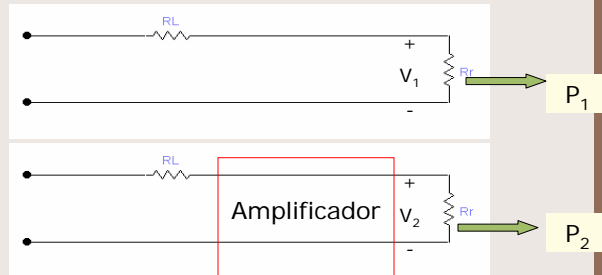 RL
+
V1
Rr
-
P1
RL
+
Amplificador
V2
Rr
-
P2